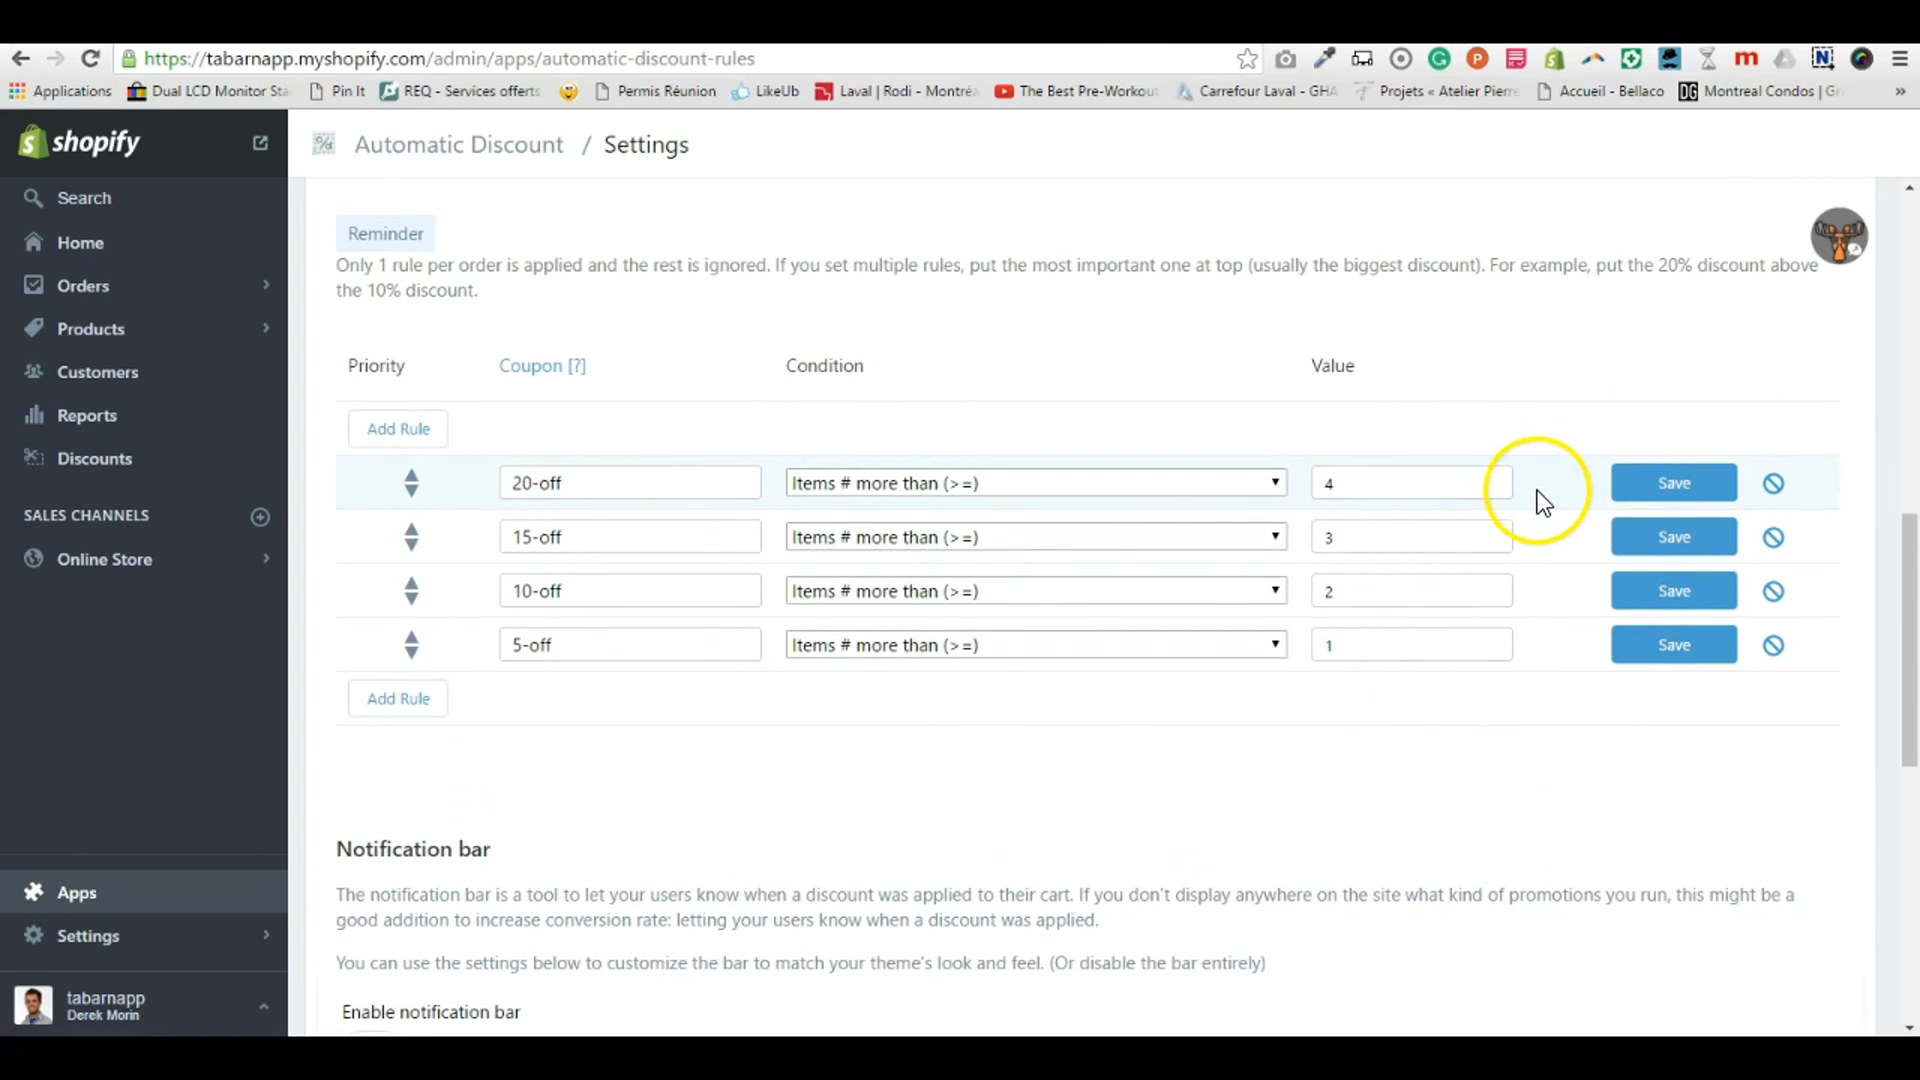 https://tabarnapp.myshopify.com/admin/apps/automatic-discount-rules
Applications Dual LCD Monitor Sta Pin It REQ - Services offerts Permis Réunion LikeUb Laval | Rodi - Montréa The Best Pre-Workout Carrefour Laval - GHA Projets « Atelier Pierre Accueil - Bellaco DG Montreal Condos | Gr »
shopify
Automatic Discount / Settings
Search
Home
Orders
Products
Customers
Reports
Discounts
SALES CHANNELS
Online Store
Apps
Settings
tabarnapp
Derek Morin
Reminder
Only 1 rule per order is applied and the rest is ignored. If you set multiple rules, put the most important one at top (usually the biggest discount). For example, put the 20% discount above
the 10% discount.
Priority Coupon [?] Condition Value
Add Rule
20-off Items # more than (>=) 4 Save
15-off Items # more than (>=) 3 Save
10-off Items # more than (>=) 2 Save
5-off Items # more than (>=) 1 Save
Add Rule
Notification bar
The notification bar is a tool to let your users know when a discount was applied to their cart. If you don't display anywhere on the site what kind of promotions you run, this might be a
good addition to increase conversion rate: letting your users know when a discount was applied.
You can use the settings below to customize the bar to match your theme's look and feel. (Or disable the bar entirely)
Enable notification bar